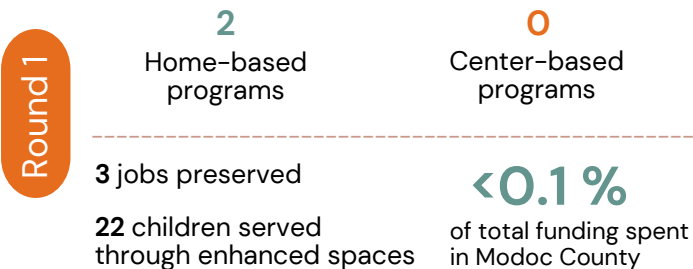 Round 1
2
Home-based
programs
0
Center-based
programs
3 jobs preserved
22 children served
through enhanced spaces
<0.1 %
of total funding spent
in Modoc County